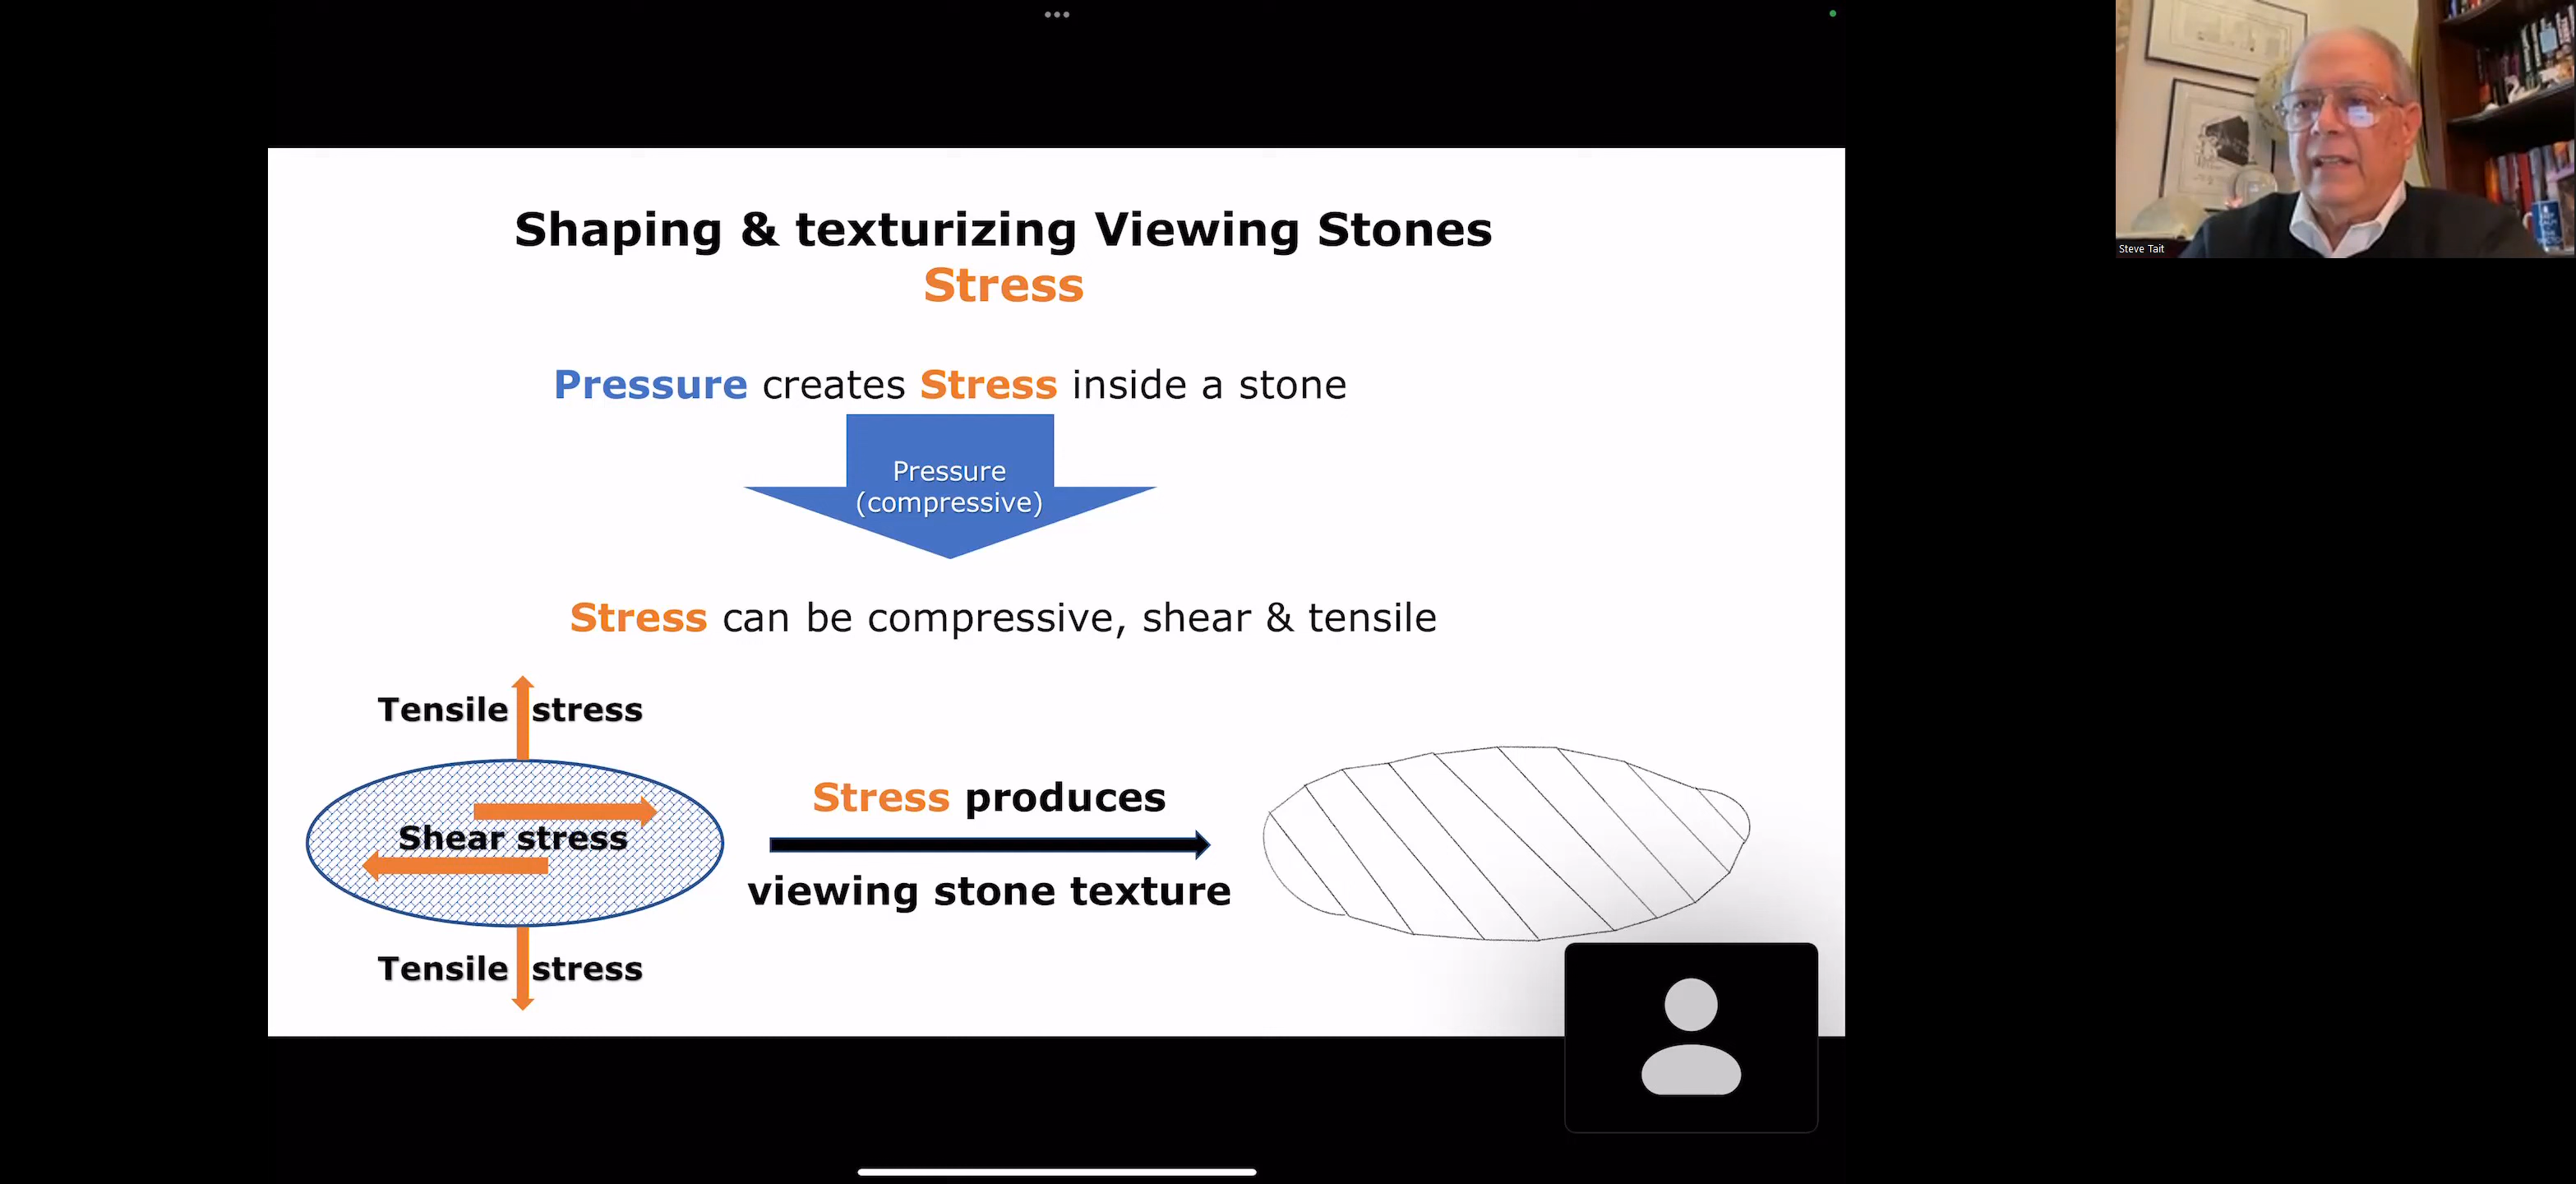 Shaping & texturizing Viewing Stones
Stress
Pressure creates Stress inside a stone
Pressure
(compressive)
Stress can be compressive, shear & tensile
Tensile stress
Shear stress
Tensile stress
Stress produces
viewing stone texture
Steve Tait